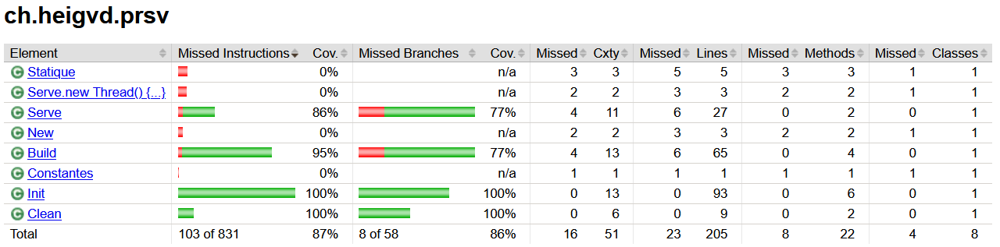 ch.heigvd.prsv
Element Missed Instructions Cov. Missed Branches Cov. Missed Cxty Missed Lines Missed Methods Missed Classes
C Statique 0% n/a 3 3 5 5 3 3 1 1
C Serve.new Thread() {...} 0% n/a 2 2 3 3 2 2 1 1
C Serve 86% 77% 4 11 6 27 0 2 0 1
C New 0% n/a 2 2 3 3 2 2 1 1
C Build 95% 77% 4 13 6 65 0 4 0 1
C Constantes 0% n/a 1 1 1 1 1 1 1 1
C Init 100% 100% 0 13 0 93 0 6 0 1
C Clean 100% 100% 0 6 0 9 0 2 0 1
Total 103 of 831 87% 8 of 58 86% 16 51 23 205 8 22 4 8